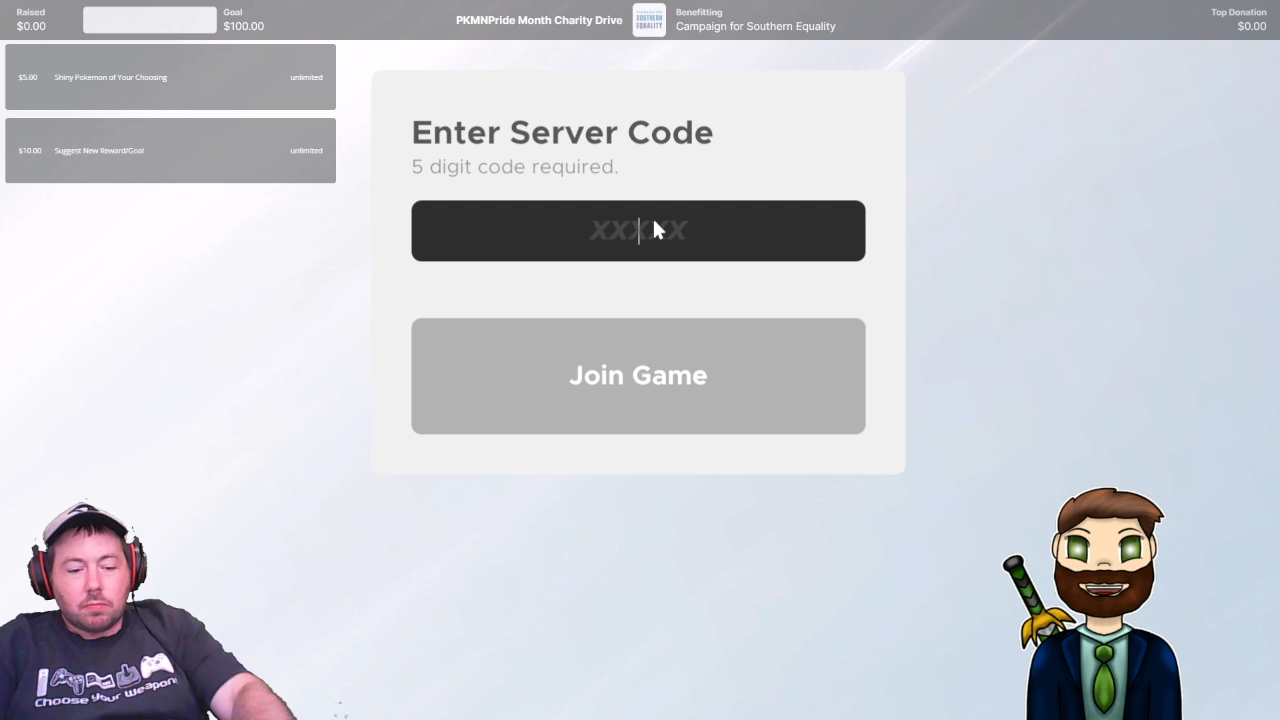 Raised
$0.00
Goal
$100.00
PKMNPride Month Charity Drive
SOUTHERN
EQUALITY
Benefitting
Campaign for Southern Equality
Top Donation
$0.00
$5.00 Shiny Pokemon of Your Choosing unlimited
$10.00 Suggest New Reward/Goal unlimited
Enter Server Code
5 digit code required.
XXXXX
Join Game
Choose Your Weapon